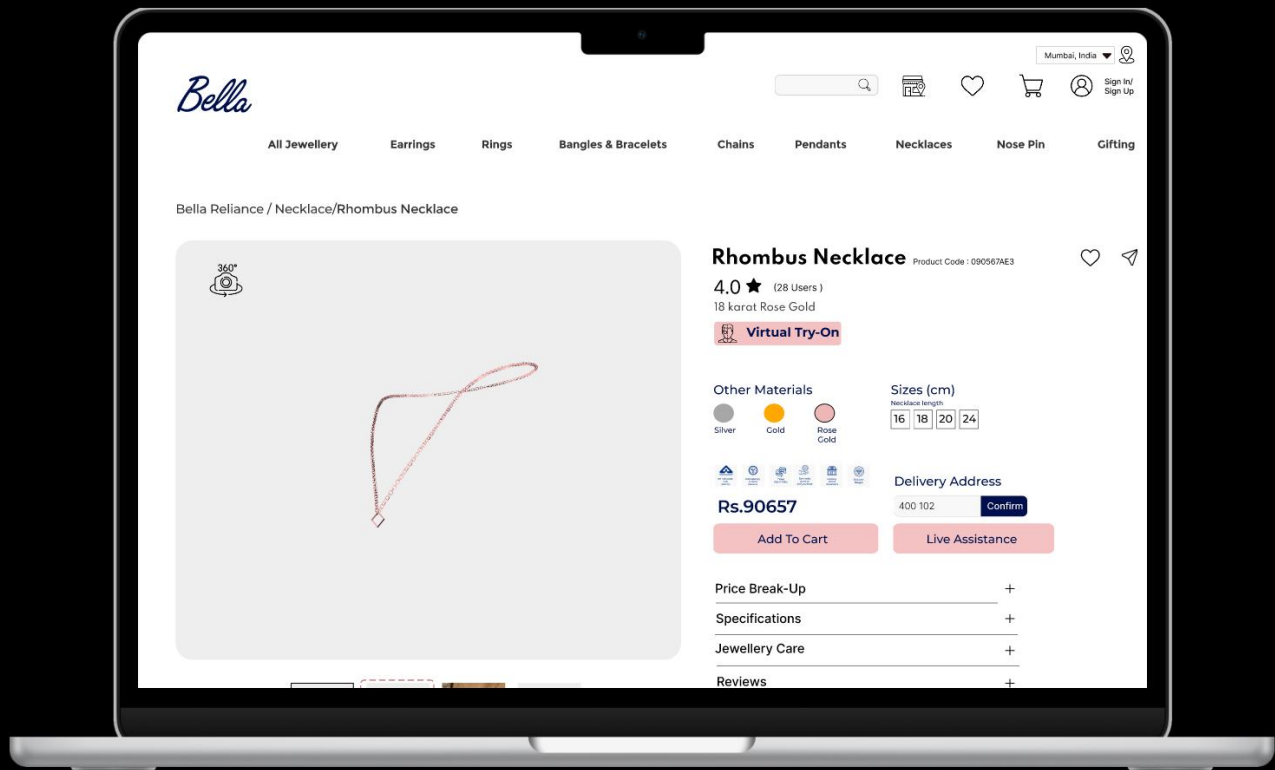 Mumbai, India
Bella
Sign In/
Sign Up
All Jewellery Earrings Rings Bangles & Bracelets Chains Pendants Necklaces Nose Pin Gifting
Bella Reliance / Necklace/Rhombus Necklace
360°
Rhombus Necklace Product Code : 090567AE3
4.0 (28 Users )
18 karat Rose Gold
Virtual Try-On
Other Materials
Silver Gold Rose
Gold
Sizes (cm)
Necklace length
16 18 20 24
Rs.90657
Delivery Address
400 102 Confirm
Add To Cart Live Assistance
Price Break-Up +
Specifications +
Jewellery Care +
Reviews +